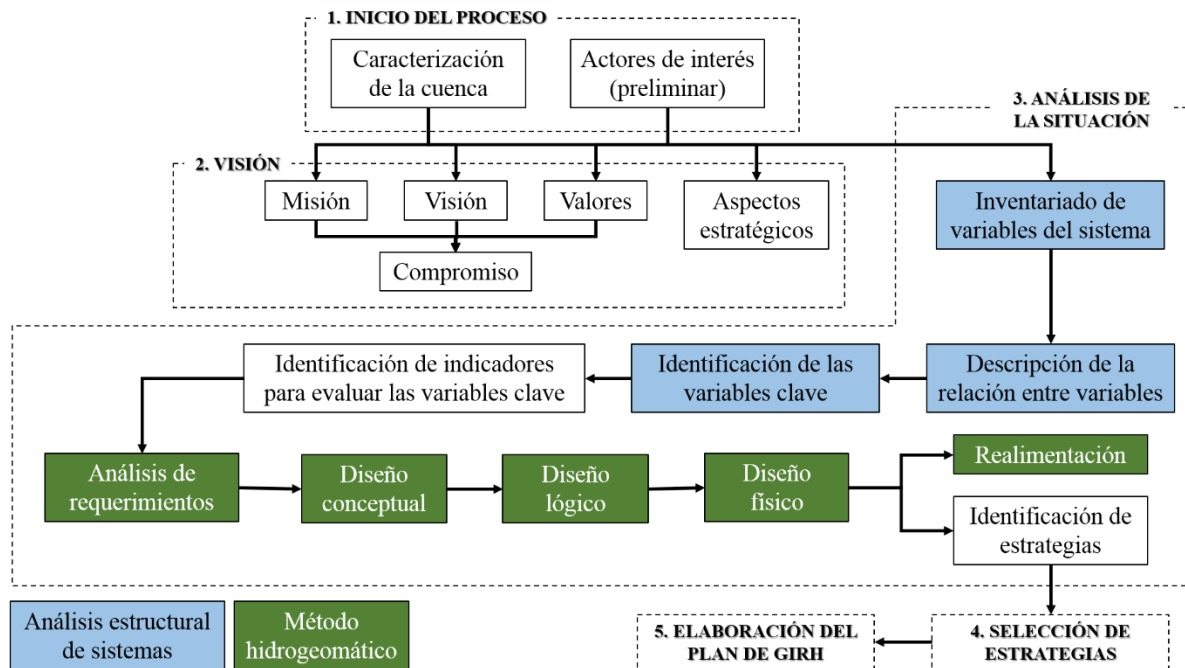 1. INICIO DEL PROCESO
Caracterización
de la cuenca
Actores de interés
(preliminar)
3. ANÁLISIS DE
LA SITUACIÓN
2. VISIÓN
Misión
Visión
Valores
Aspectos
estratégicos
Compromiso
Inventariado de
variables del sistema
Identificación de indicadores
para evaluar las variables clave
Identificación de las
variables clave
Descripción de la
relación entre variables
Análisis de
requerimientos
Diseño
conceptual
Diseño
lógico
Diseño
físico
Realimentación
Identificación de
estrategias
Análisis estructural
de sistemas
Método
hidrogeomático
5. ELABORACIÓN DEL
PLAN DE GIRH
4. SELECCIÓN DE
ESTRATEGIAS